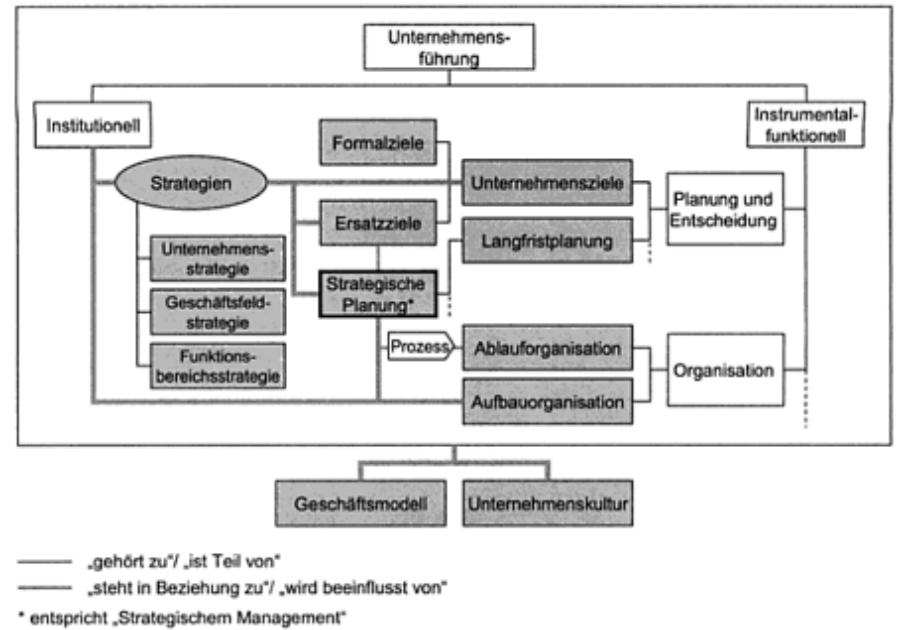 Unternehmens-
führung
Institutionell
Instrumental-
funktionell
Formalziele
Strategien
Unternehmensziele
Planung und
Entscheidung
Ersatzziele
Langfristplanung
Unternehmens-
strategie
Strategische
Planung*
Geschäftsfeld-
strategie
Prozess
Ablauforganisation
Funktions-
bereichsstrategie
Organisation
Aufbauorganisation
Geschäftsmodell
Unternehmenskultur
„gehört zu“/ „ist Teil von“
„steht in Beziehung zu“/ „wird beeinflusst von“
* entspricht „Strategischem Management“